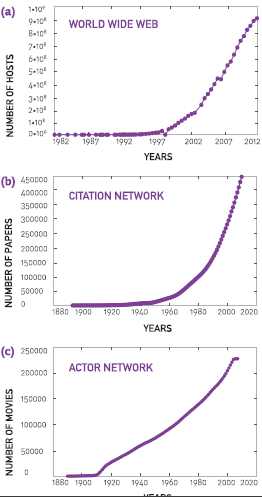 (a)
WORLD WIDE WEB
NUMBER OF HOSTS
1•10⁹
9•10⁸
8•10⁸
7•10⁸
6•10⁸
5•10⁸
4•10⁸
3•10⁸
2•10⁸
1•10⁸
0•10⁰
1982 1987 1992 1997 2002 2007 2012
YEARS
(b)
CITATION NETWORK
NUMBER OF PAPERS
450000
400000
350000
300000
250000
200000
150000
100000
50000
0
1880 1900 1920 1940 1960 1980 2000 2020
YEARS
(c)
ACTOR NETWORK
NUMBER OF MOVIES
250000
200000
150000
100000
50000
0
1880 1900 1920 1940 1960 1980 2000 2020
YEARS